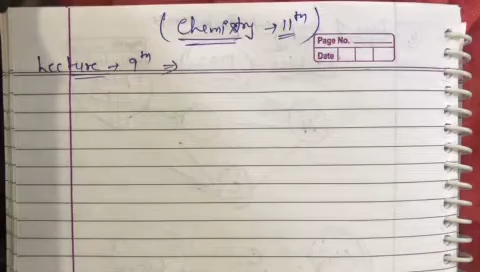 ( Chemistry → 11th )
Page No.
Date
Lecture → 9th ⇒